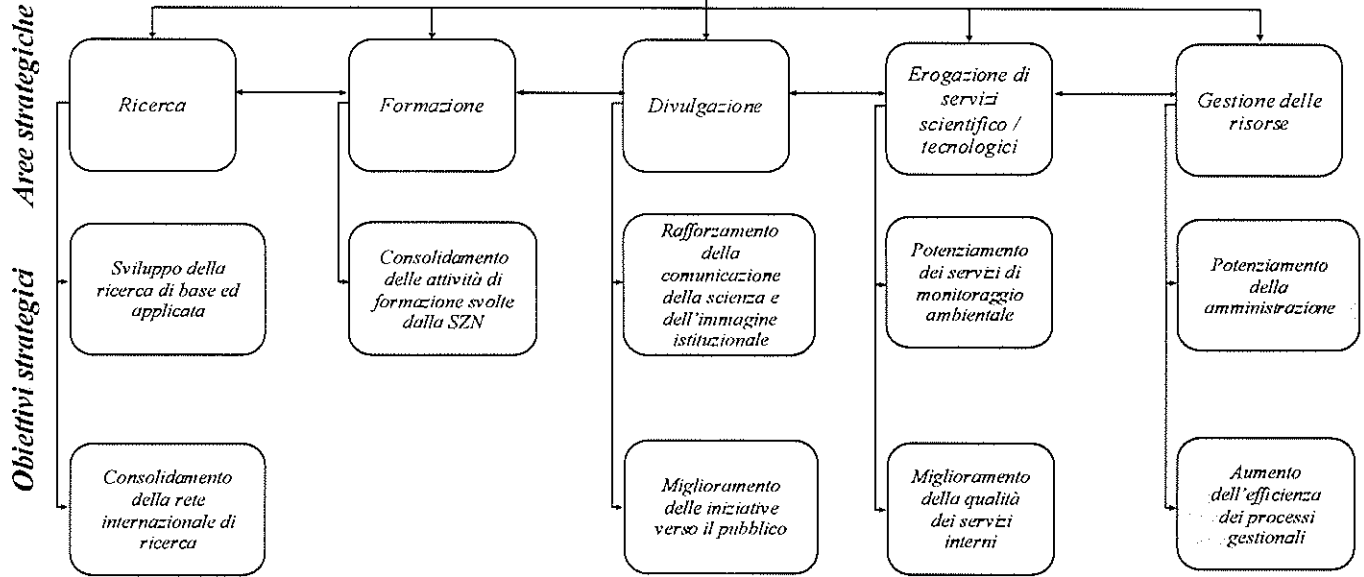 Aree strategiche
Ricerca
Formazione
Divulgazione
Erogazione di
servizi
scientifico /
tecnologici
Gestione delle
risorse
Obiettivi strategici
Sviluppo della
ricerca di base ed
applicata
Consolidamento
delle attività di
formazione svolte
dalla SZN
Rafforzamento
della
comunicazione
della scienza e
dell'immagine
istituzionale
Potenziamento
dei servizi di
monitoraggio
ambientale
Potenziamento
della
amministrazione
Consolidamento
della rete
internazionale di
ricerca
Miglioramento
delle iniziative
verso il pubblico
Miglioramento
della qualità
dei servizi
interni
Aumento
dell'efficienza
dei processi
gestionali